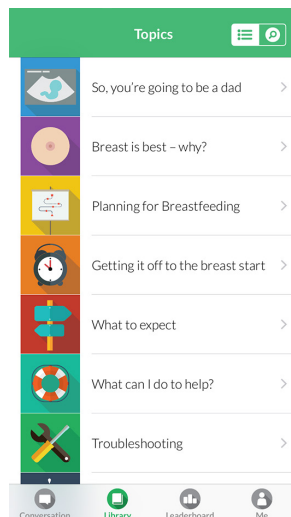 Topics
So, you're going to be a dad
Breast is best – why?
Planning for Breastfeeding
Getting it off to the breast start
What to expect
What can I do to help?
Troubleshooting
Conversation Library Leaderboard Me